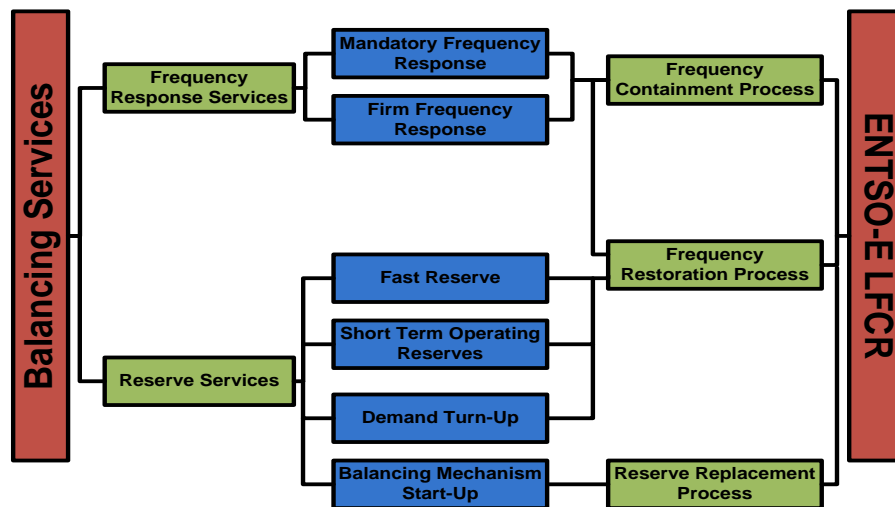 Balancing Services
Frequency
Response Services
Reserve Services
Mandatory Frequency
Response
Firm Frequency
Response
Fast Reserve
Short Term Operating
Reserves
Demand Turn-Up
Balancing Mechanism
Start-Up
Frequency
Containment Process
Frequency
Restoration Process
Reserve Replacement
Process
ENTSO-E LFCR